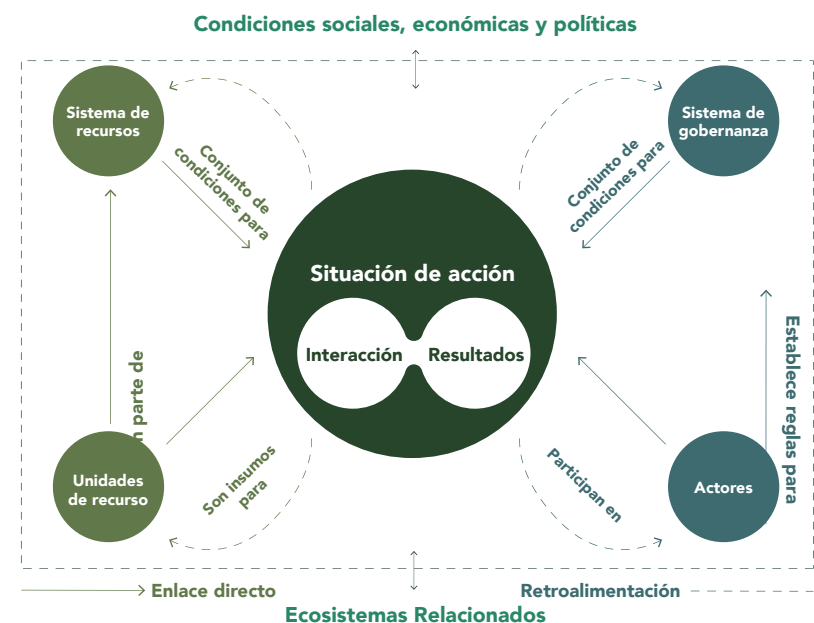 Condiciones sociales, económicas y políticas
Sistema de
recursos
Sistema de
gobernanza
Conjunto de
condiciones para
Conjunto de
condiciones para
Situación de acción
Interacción
Resultados
parte de
Establece reglas para
Unidades
de recurso
Son insumos
para
Participan en
Actores
Enlace directo
Retroalimentación
Ecosistemas Relacionados